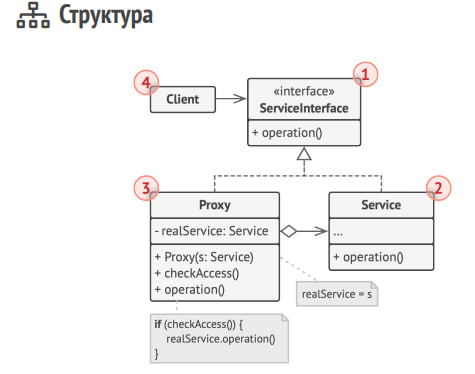 Структура
4
Client
1
«interface»
ServiceInterface
+ operation()
3
Proxy
- realService: Service
+ Proxy(s: Service)
+ checkAccess()
+ operation()
2
Service
...
+ operation()
realService = s
if (checkAccess()) {
realService.operation()
}